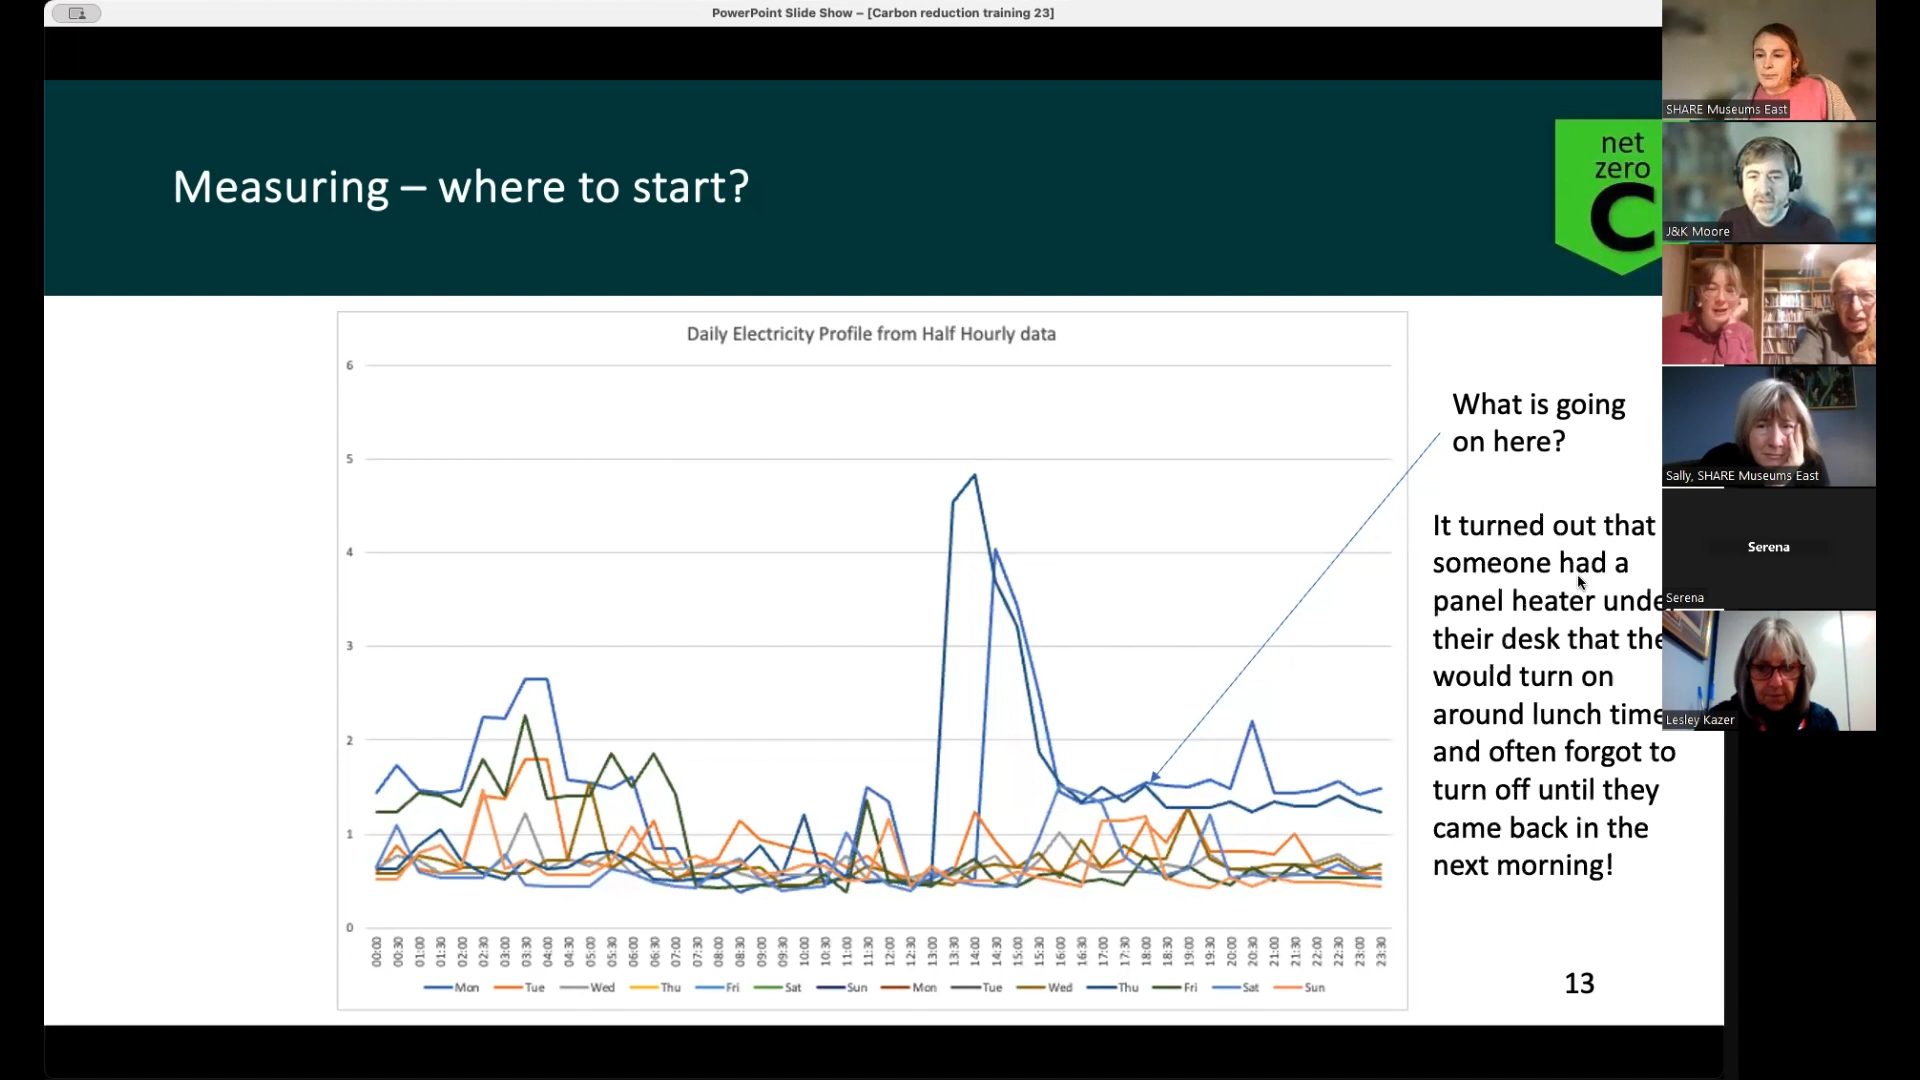 PowerPoint Slide Show – [Carbon reduction training 23]
Measuring – where to start?
net
zero
C
Daily Electricity Profile from Half Hourly data
6
5
4
3
2
1
0
00:00 00:30 01:00 01:30 02:00 02:30 03:00 03:30 04:00 04:30 05:00 05:30 06:00 06:30 07:00 07:30 08:00 08:30 09:00 09:30 10:00 10:30 11:00 11:30 12:00 12:30 13:00 13:30 14:00 14:30 15:00 15:30 16:00 16:30 17:00 17:30 18:00 18:30 19:00 19:30 20:00 20:30 21:00 21:30 22:00 22:30 23:00 23:30
Mon Tue Wed Thu Fri Sat Sun Mon Tue Wed Thu Fri Sat Sun
What is going
on here?
It turned out that
someone had a
panel heater unde
their desk that the
would turn on
around lunch time
and often forgot to
turn off until they
came back in the
next morning!
13
SHARE Museums East
J&K Moore
Sally, SHARE Museums East
Serena
Serena
Lesley Kazer